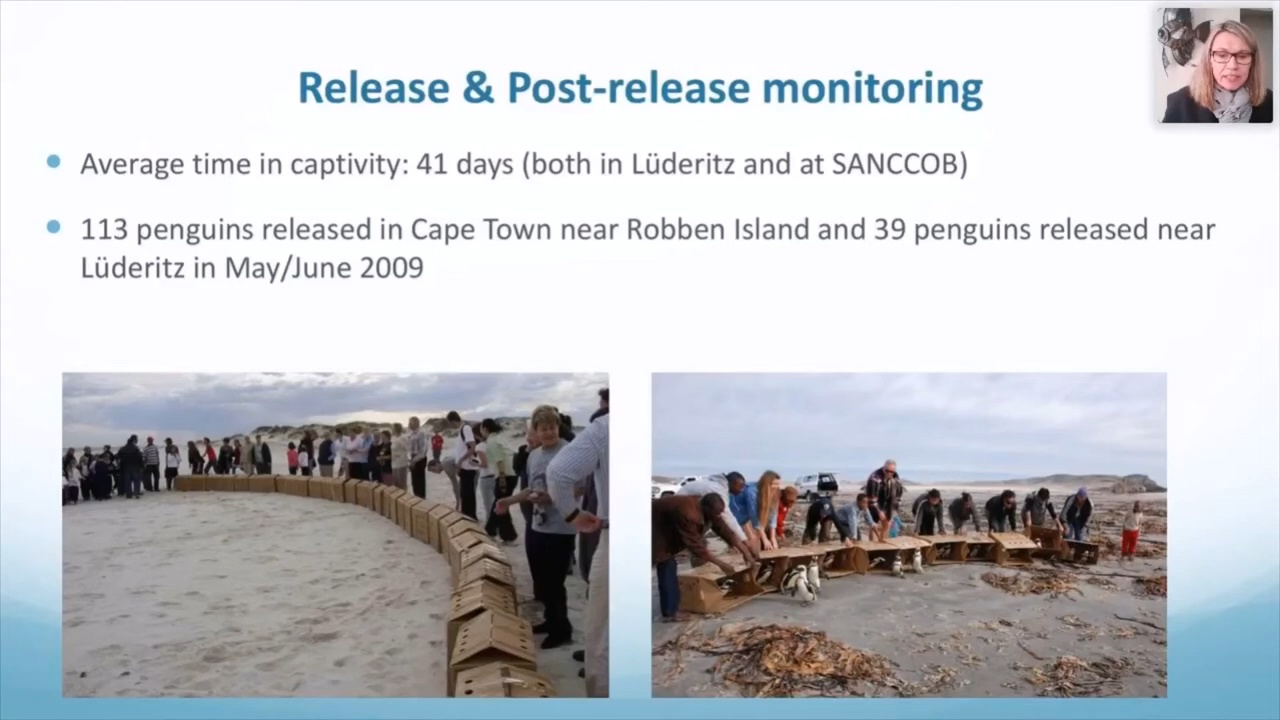 Release & Post-release monitoring
Average time in captivity: 41 days (both in Lüderitz and at SANCCOB)
113 penguins released in Cape Town near Robben Island and 39 penguins released near
Lüderitz in May/June 2009